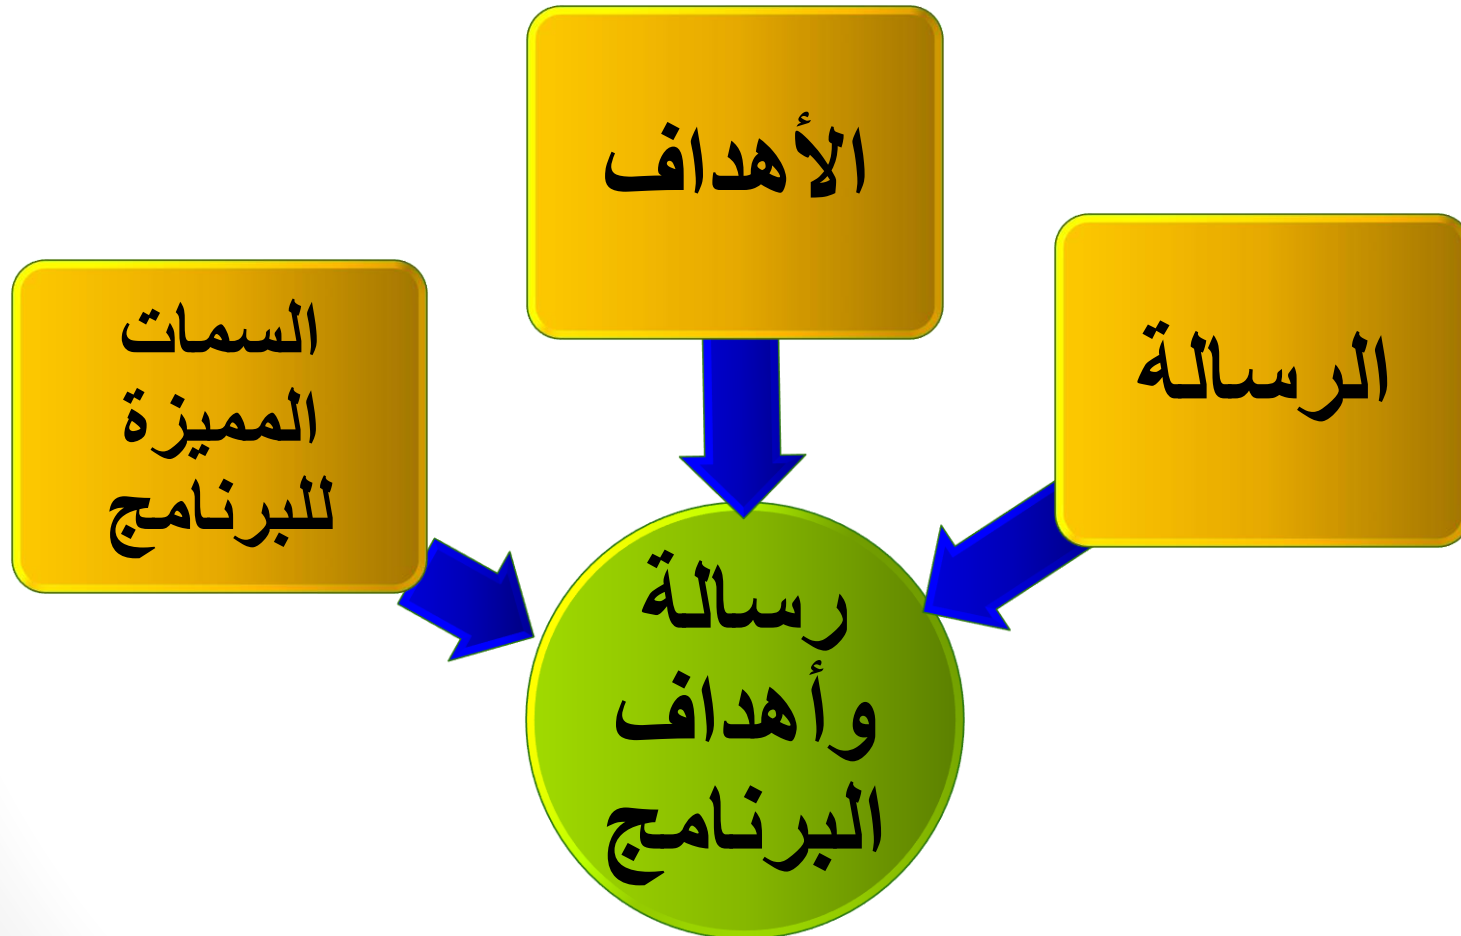 الأهداف
الرسالة
السمات
المميزة
للبرنامج
رسالة
وأهداف
البرنامج